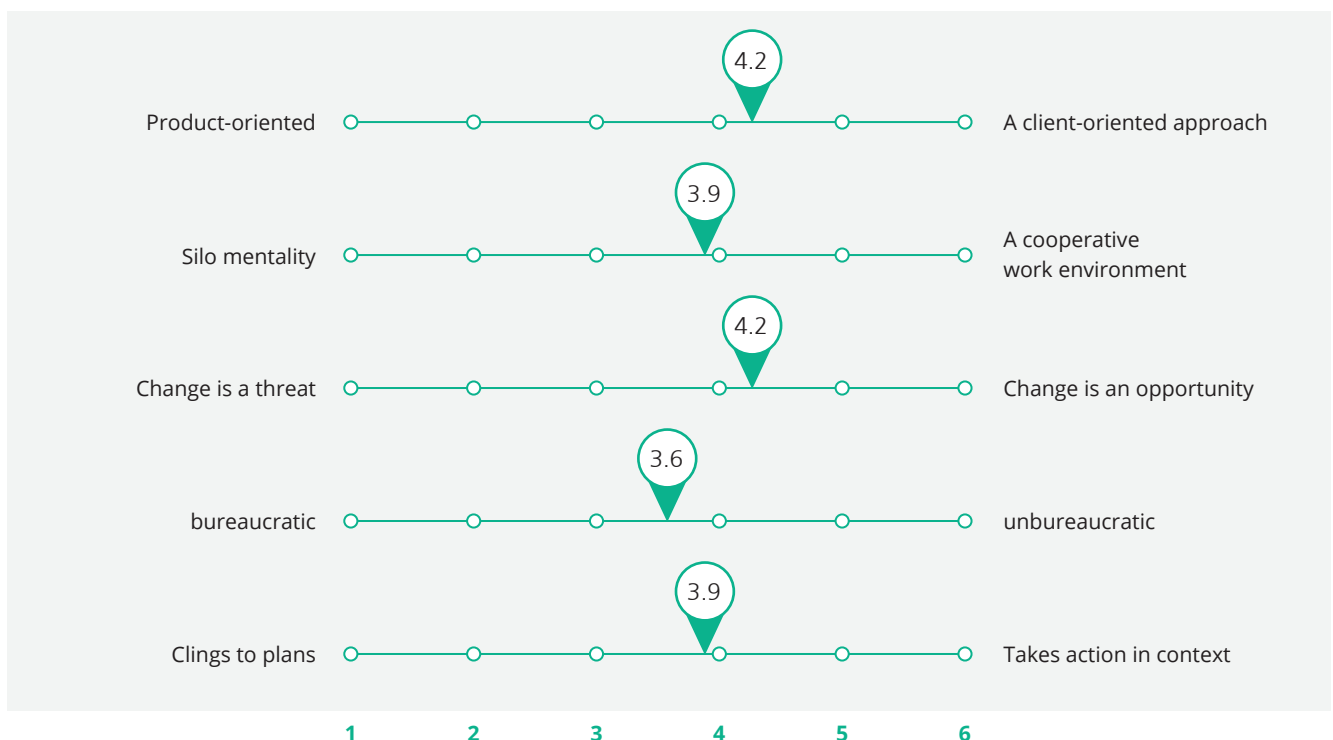 4.2
Product-oriented
A client-oriented approach
3.9
Silo mentality
A cooperative
work environment
4.2
Change is a threat
Change is an opportunity
3.6
bureaucratic
unbureaucratic
3.9
Clings to plans
Takes action in context
1 2 3 4 5 6